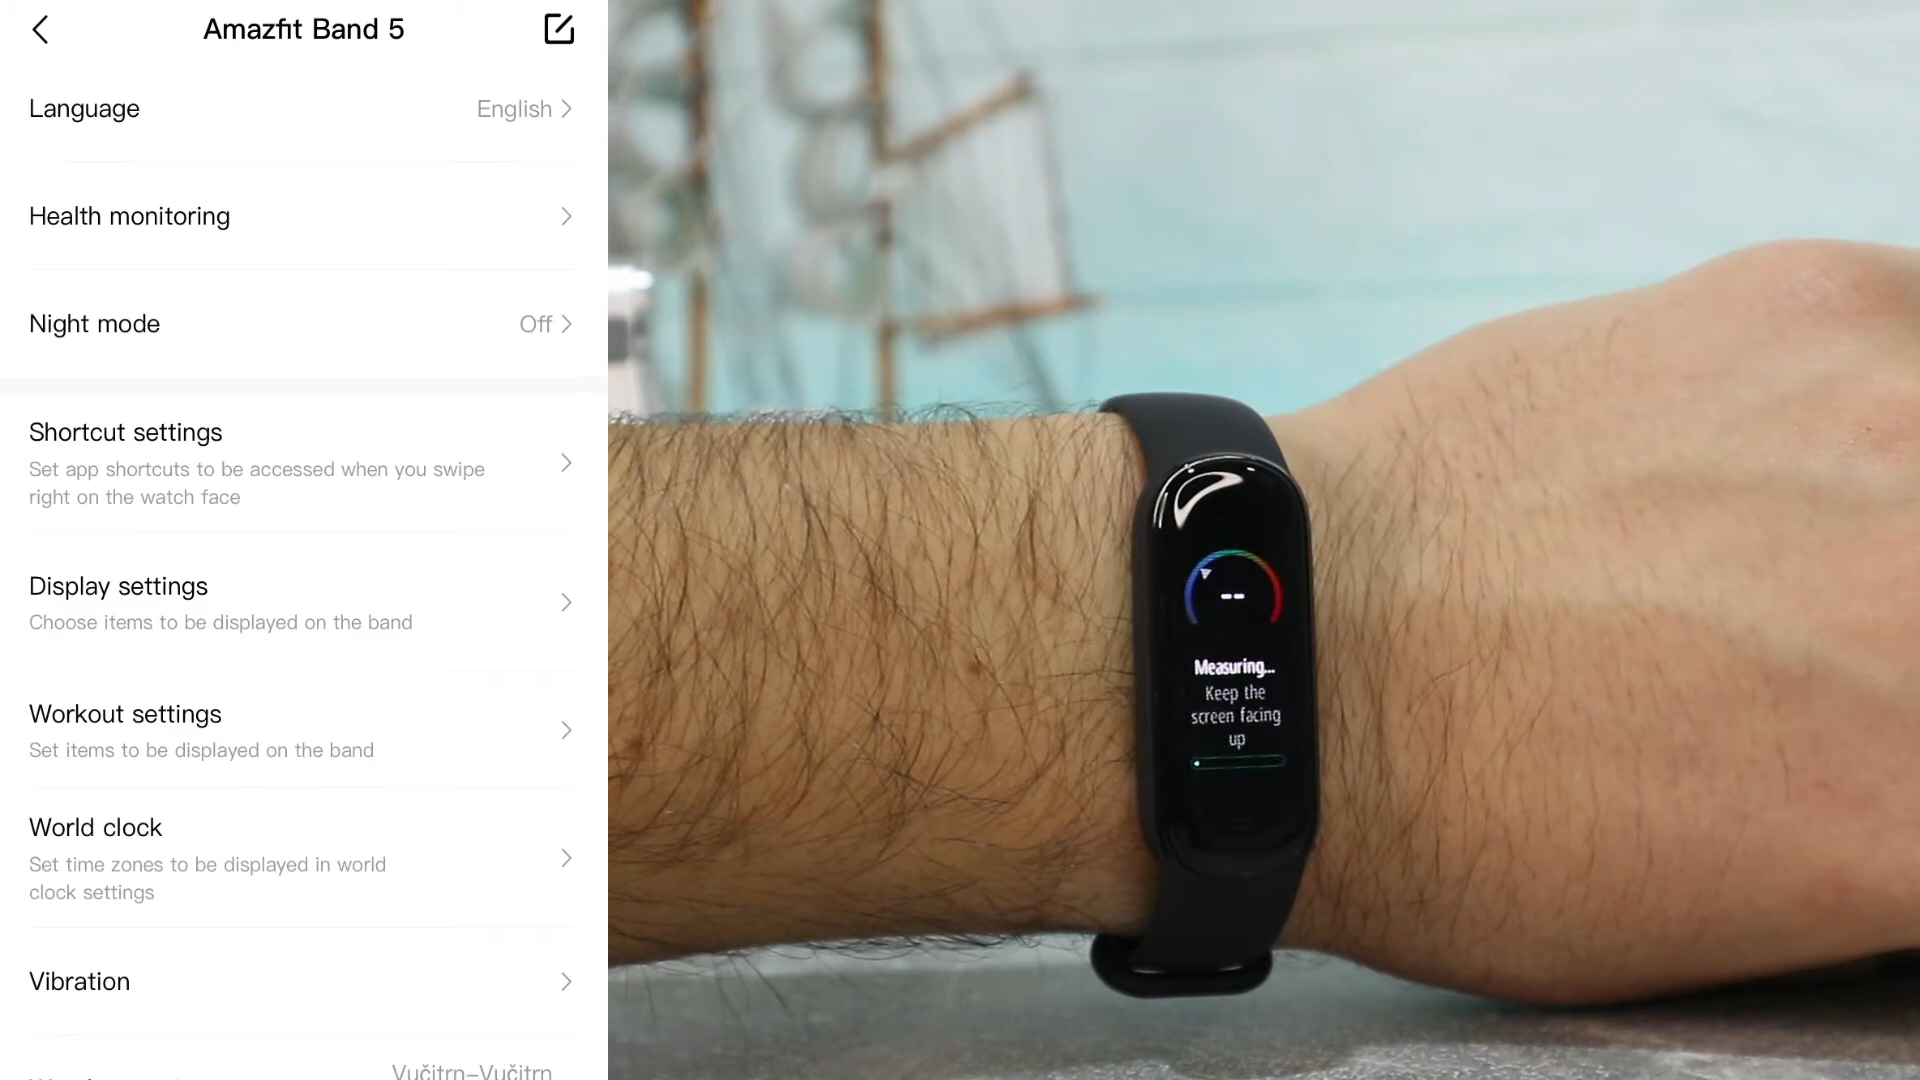 Amazfit Band 5
Language
English
Health monitoring
Night mode
Off
Shortcut settings
Set app shortcuts to be accessed when you swipe
right on the watch face
Display settings
Choose items to be displayed on the band
Workout settings
Set items to be displayed on the band
World clock
Set time zones to be displayed in world
clock settings
Vibration
Vučitrn–Vučitrn
--
Measuring...
Keep the
screen facing
up